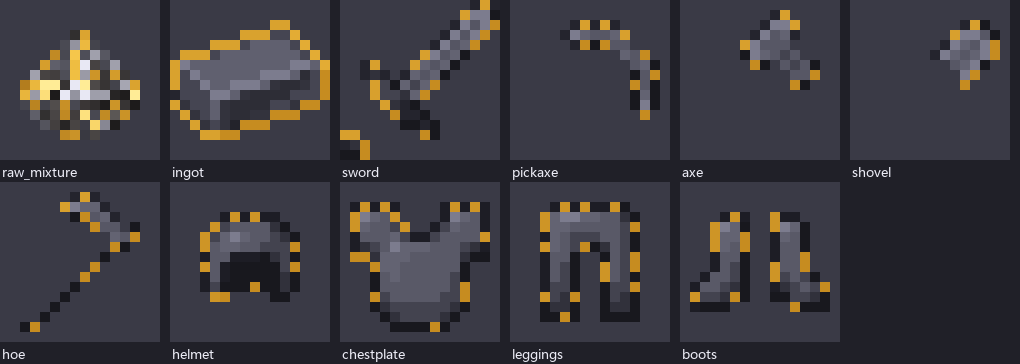 raw_mixture
ingot
sword
pickaxe
axe
shovel
hoe
helmet
chestplate
leggings
boots